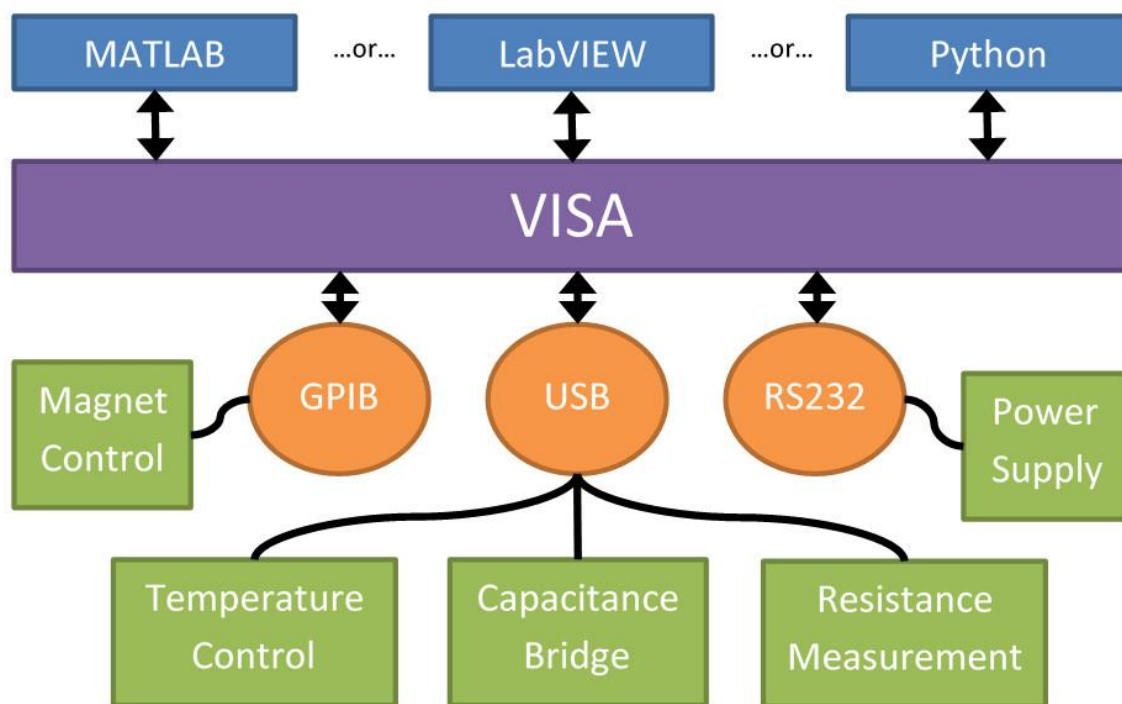 MATLAB ...or... LabVIEW ...or... Python
VISA
GPIB USB RS232
Magnet
Control
Power
Supply
Temperature
Control
Capacitance
Bridge
Resistance
Measurement